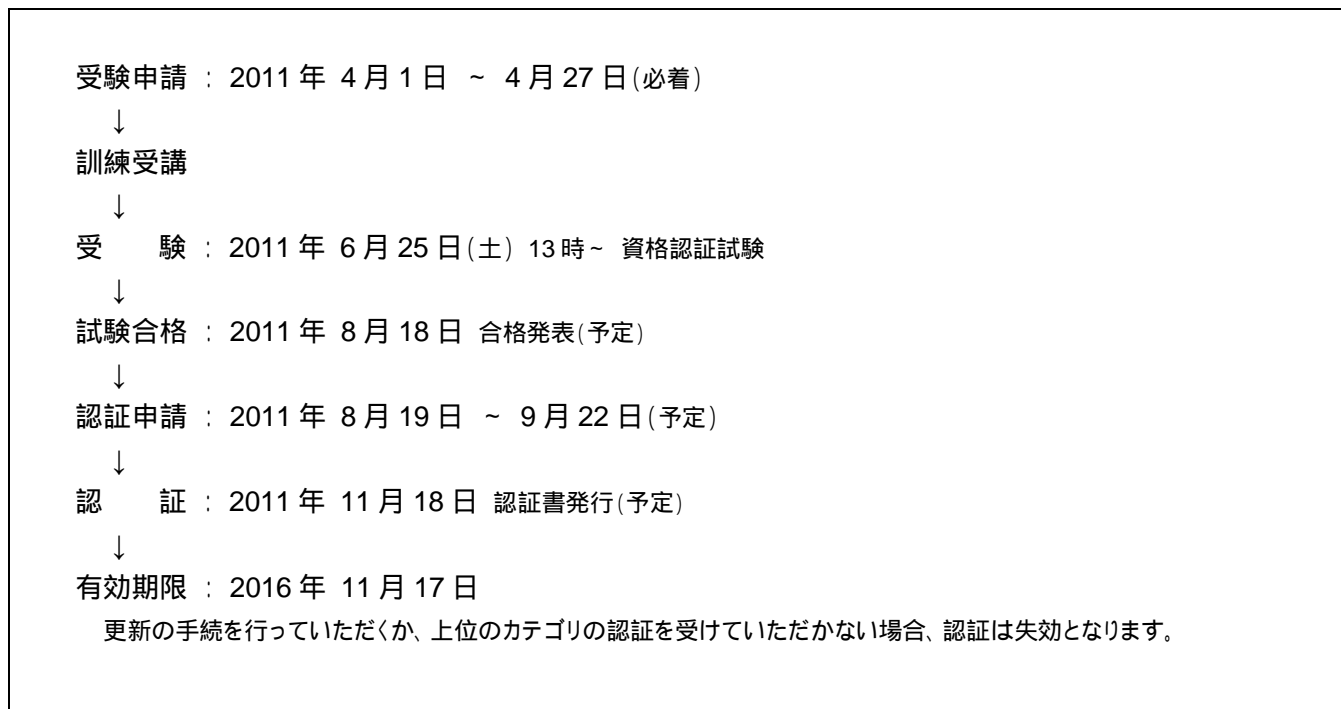 受験申請 : 2011 年 4 月 1 日 ~ 4 月 27 日(必着)
↓
訓練受講
↓
受　　験 : 2011 年 6 月 25 日(土) 13 時~ 資格認証試験
↓
試験合格 : 2011 年 8 月 18 日 合格発表(予定)
↓
認証申請 : 2011 年 8 月 19 日 ~ 9 月 22 日(予定)
↓
認　　証 : 2011 年 11 月 18 日 認証書発行(予定)
↓
有効期限 : 2016 年 11 月 17 日
更新の手続を行っていただくか、上位のカテゴリの認証を受けていただかない場合、認証は失効となります。